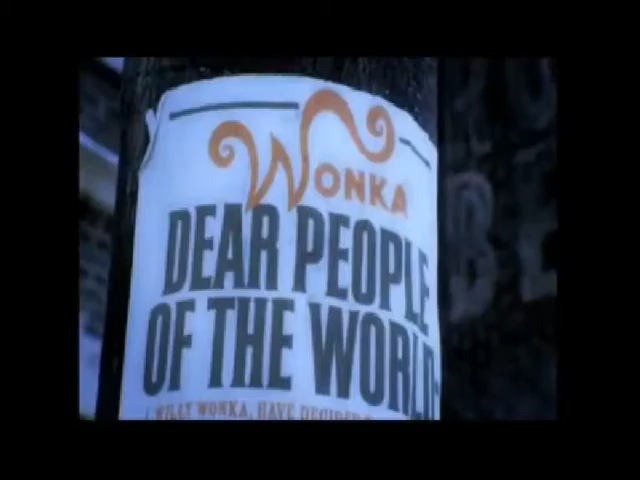 WONKA
DEAR PEOPLE
OF THE WORLD
I, WILLY WONKA, HAVE DECIDED